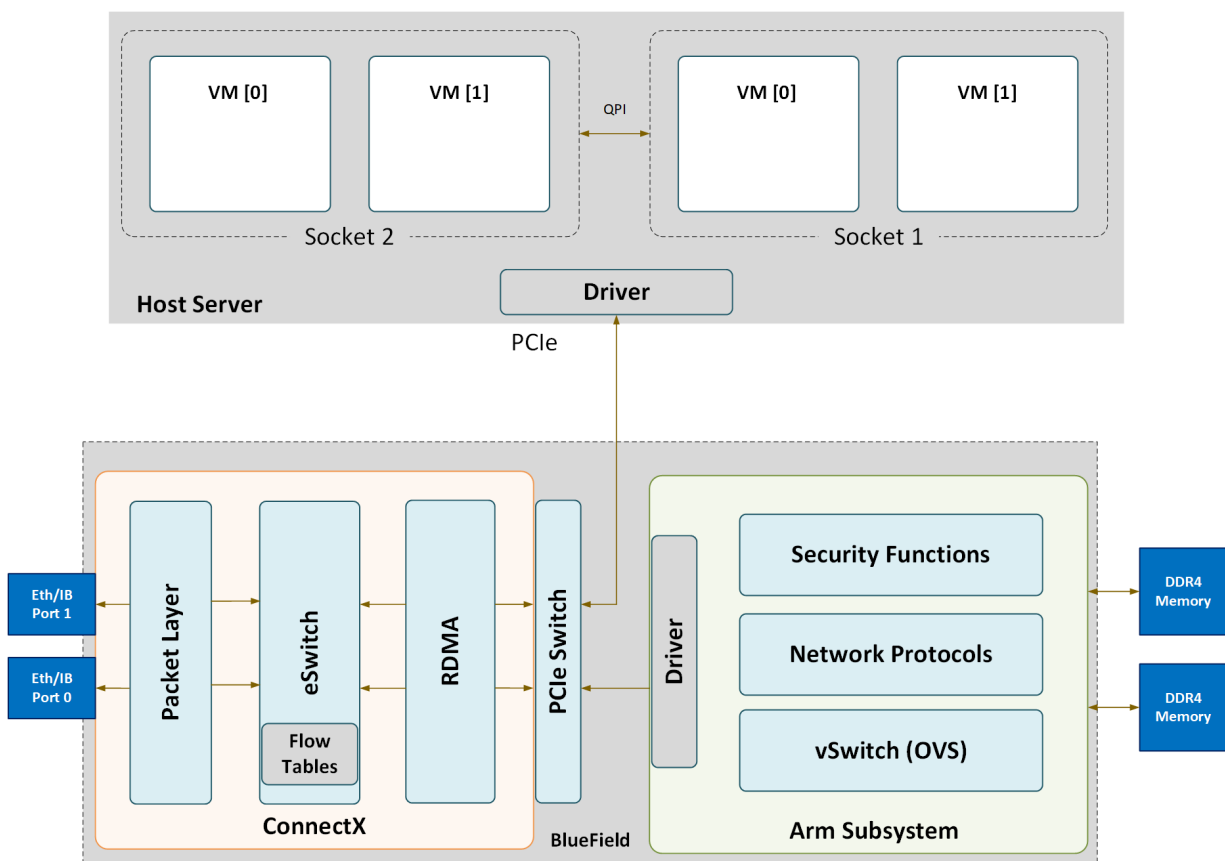 VM [0]
VM [1]
QPI
VM [0]
VM [1]
Socket 2
Socket 1
Driver
Host Server
PCIe
Eth/IB
Port 1
Eth/IB
Port 0
Packet Layer
eSwitch
Flow
Tables
RDMA
ConnectX
PCIe Switch
BlueField
Driver
Security Functions
Network Protocols
vSwitch (OVS)
Arm Subsystem
DDR4
Memory
DDR4
Memory